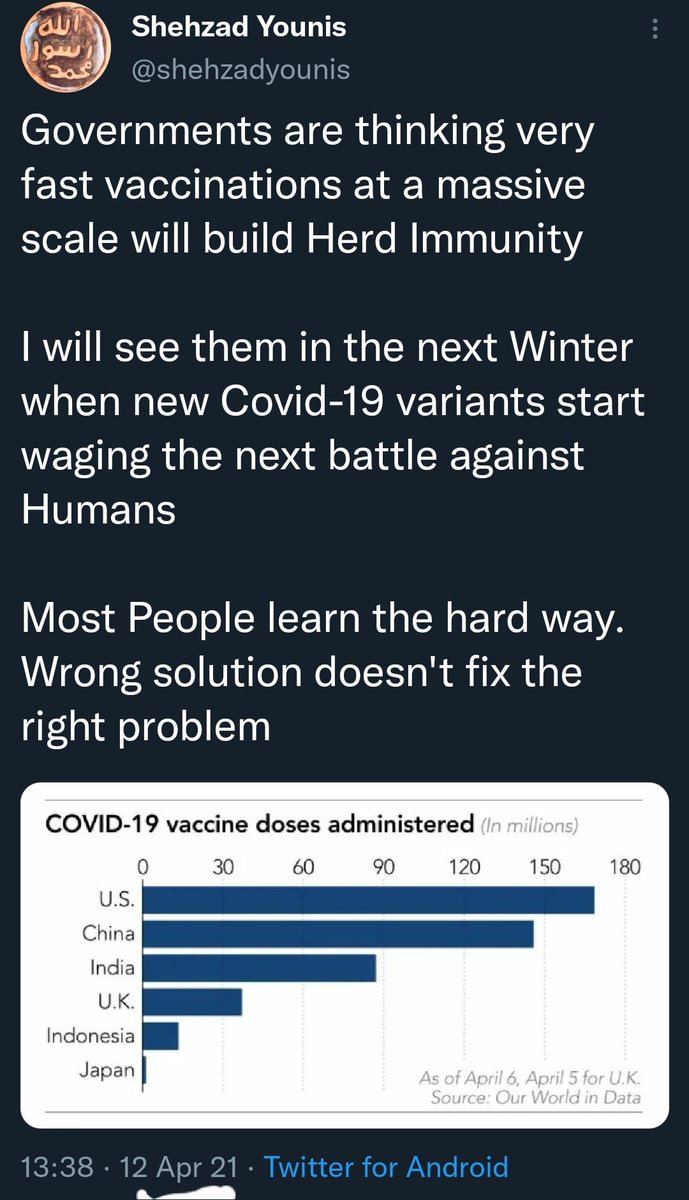 الله
رسول
محمد
Shehzad Younis
@shehzadyounis
Governments are thinking very
fast vaccinations at a massive
scale will build Herd Immunity
I will see them in the next Winter
when new Covid-19 variants start
waging the next battle against
Humans
Most People learn the hard way.
Wrong solution doesn't fix the
right problem
COVID-19 vaccine doses administered (In millions)
0 30 60 90 120 150 180
U.S.
China
India
U.K.
Indonesia
Japan
As of April 6, April 5 for U.K.
Source: Our World in Data
13:38 · 12 Apr 21 · Twitter for Android